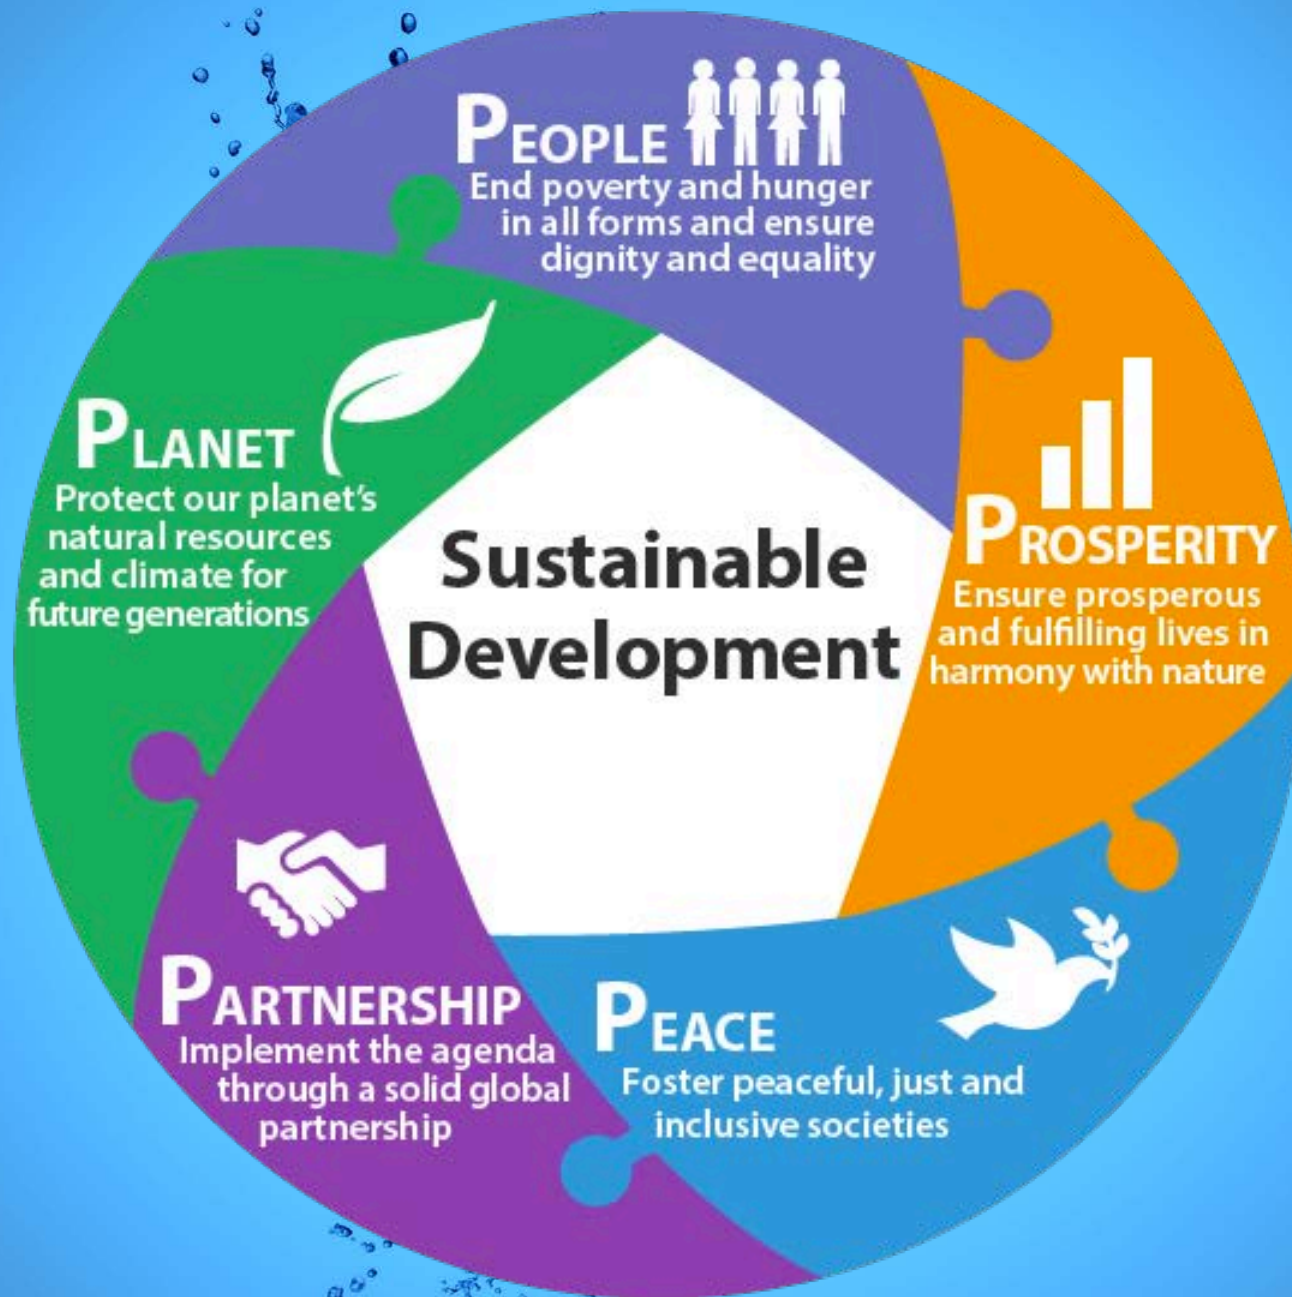 PEOPLE
End poverty and hunger
in all forms and ensure
dignity and equality
PROSPERITY
Ensure prosperous
and fulfilling lives in
harmony with nature
PEACE
Foster peaceful, just and
inclusive societies
PARTNERSHIP
Implement the agenda
through a solid global
partnership
PLANET
Protect our planet’s
natural resources
and climate for
future generations
Sustainable
Development